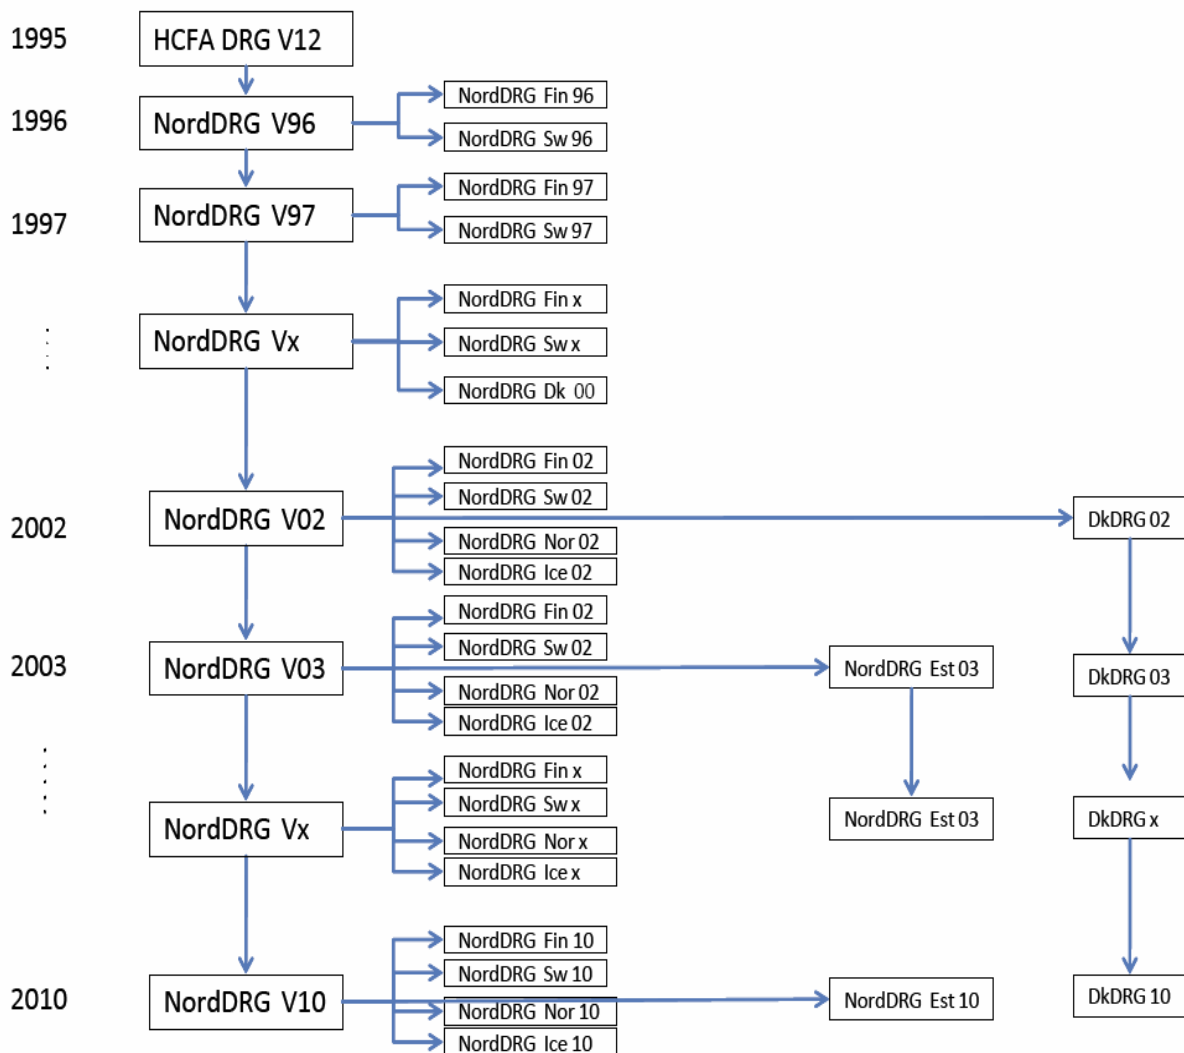 1995
HCFA DRG V12
1996
NordDRG V96
NordDRG Fin 96
NordDRG Sw 96
1997
NordDRG V97
NordDRG Fin 97
NordDRG Sw 97
NordDRG Vx
NordDRG Fin x
NordDRG Sw x
NordDRG Dk 00
2002
NordDRG V02
NordDRG Fin 02
NordDRG Sw 02
NordDRG Nor 02
NordDRG Ice 02
DkDRG 02
2003
NordDRG V03
NordDRG Fin 02
NordDRG Sw 02
NordDRG Nor 02
NordDRG Ice 02
NordDRG Est 03
DkDRG 03
NordDRG Vx
NordDRG Fin x
NordDRG Sw x
NordDRG Nor x
NordDRG Ice x
NordDRG Est 03
DkDRG x
2010
NordDRG V10
NordDRG Fin 10
NordDRG Sw 10
NordDRG Nor 10
NordDRG Ice 10
NordDRG Est 10
DkDRG 10